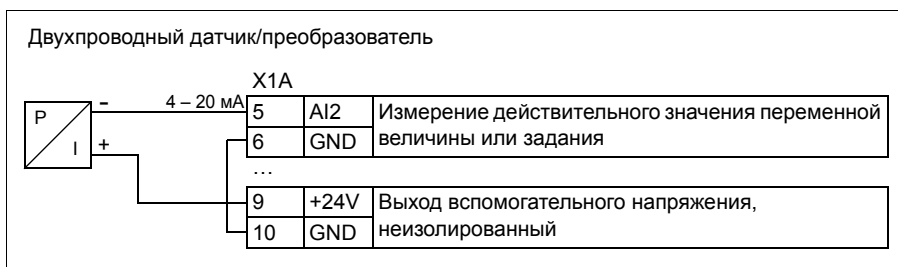 Двухпроводный датчик/преобразователь
X1A
P
I
-
+
4 – 20 мА
5 AI2 Измерение действительного значения переменной
6 GND величины или задания
…
9 +24V Выход вспомогательного напряжения,
10 GND неизолированный